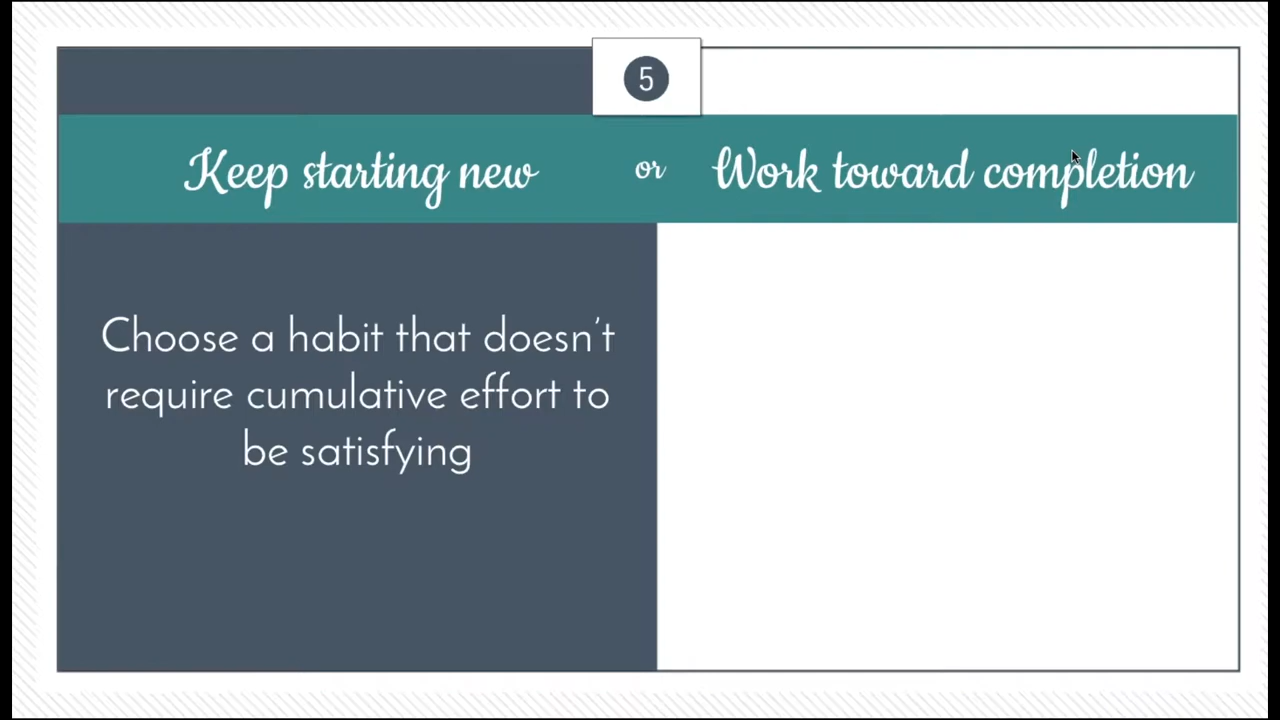 5
Keep starting new or Work toward completion
Choose a habit that doesn't
require cumulative effort to
be satisfying